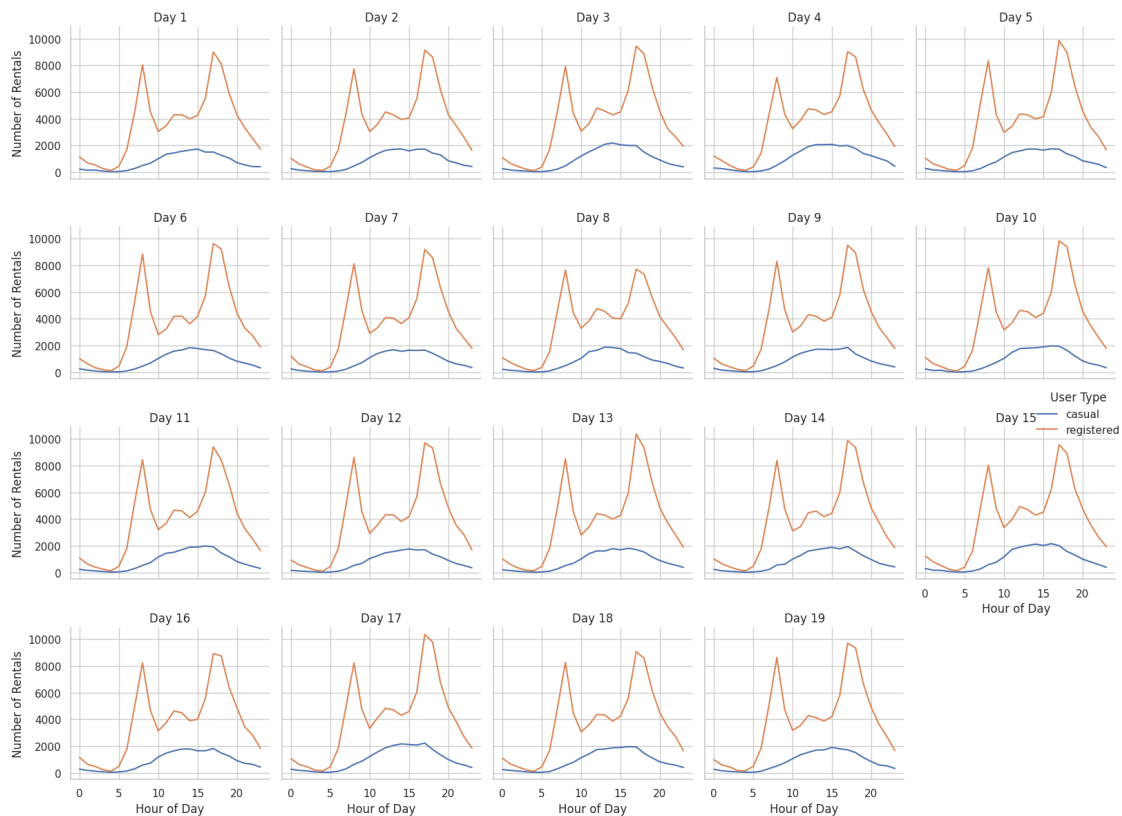 Day 1 Day 2 Day 3 Day 4 Day 5
Number of Rentals
10000
8000
6000
4000
2000
0
Day 6 Day 7 Day 8 Day 9 Day 10
Number of Rentals
10000
8000
6000
4000
2000
0
User Type
casual
registered
Day 11 Day 12 Day 13 Day 14 Day 15
Number of Rentals
10000
8000
6000
4000
2000
0
0 5 10 15 20
Hour of Day
Day 16 Day 17 Day 18 Day 19
Number of Rentals
10000
8000
6000
4000
2000
0
0 5 10 15 20 0 5 10 15 20 0 5 10 15 20 0 5 10 15 20
Hour of Day Hour of Day Hour of Day Hour of Day